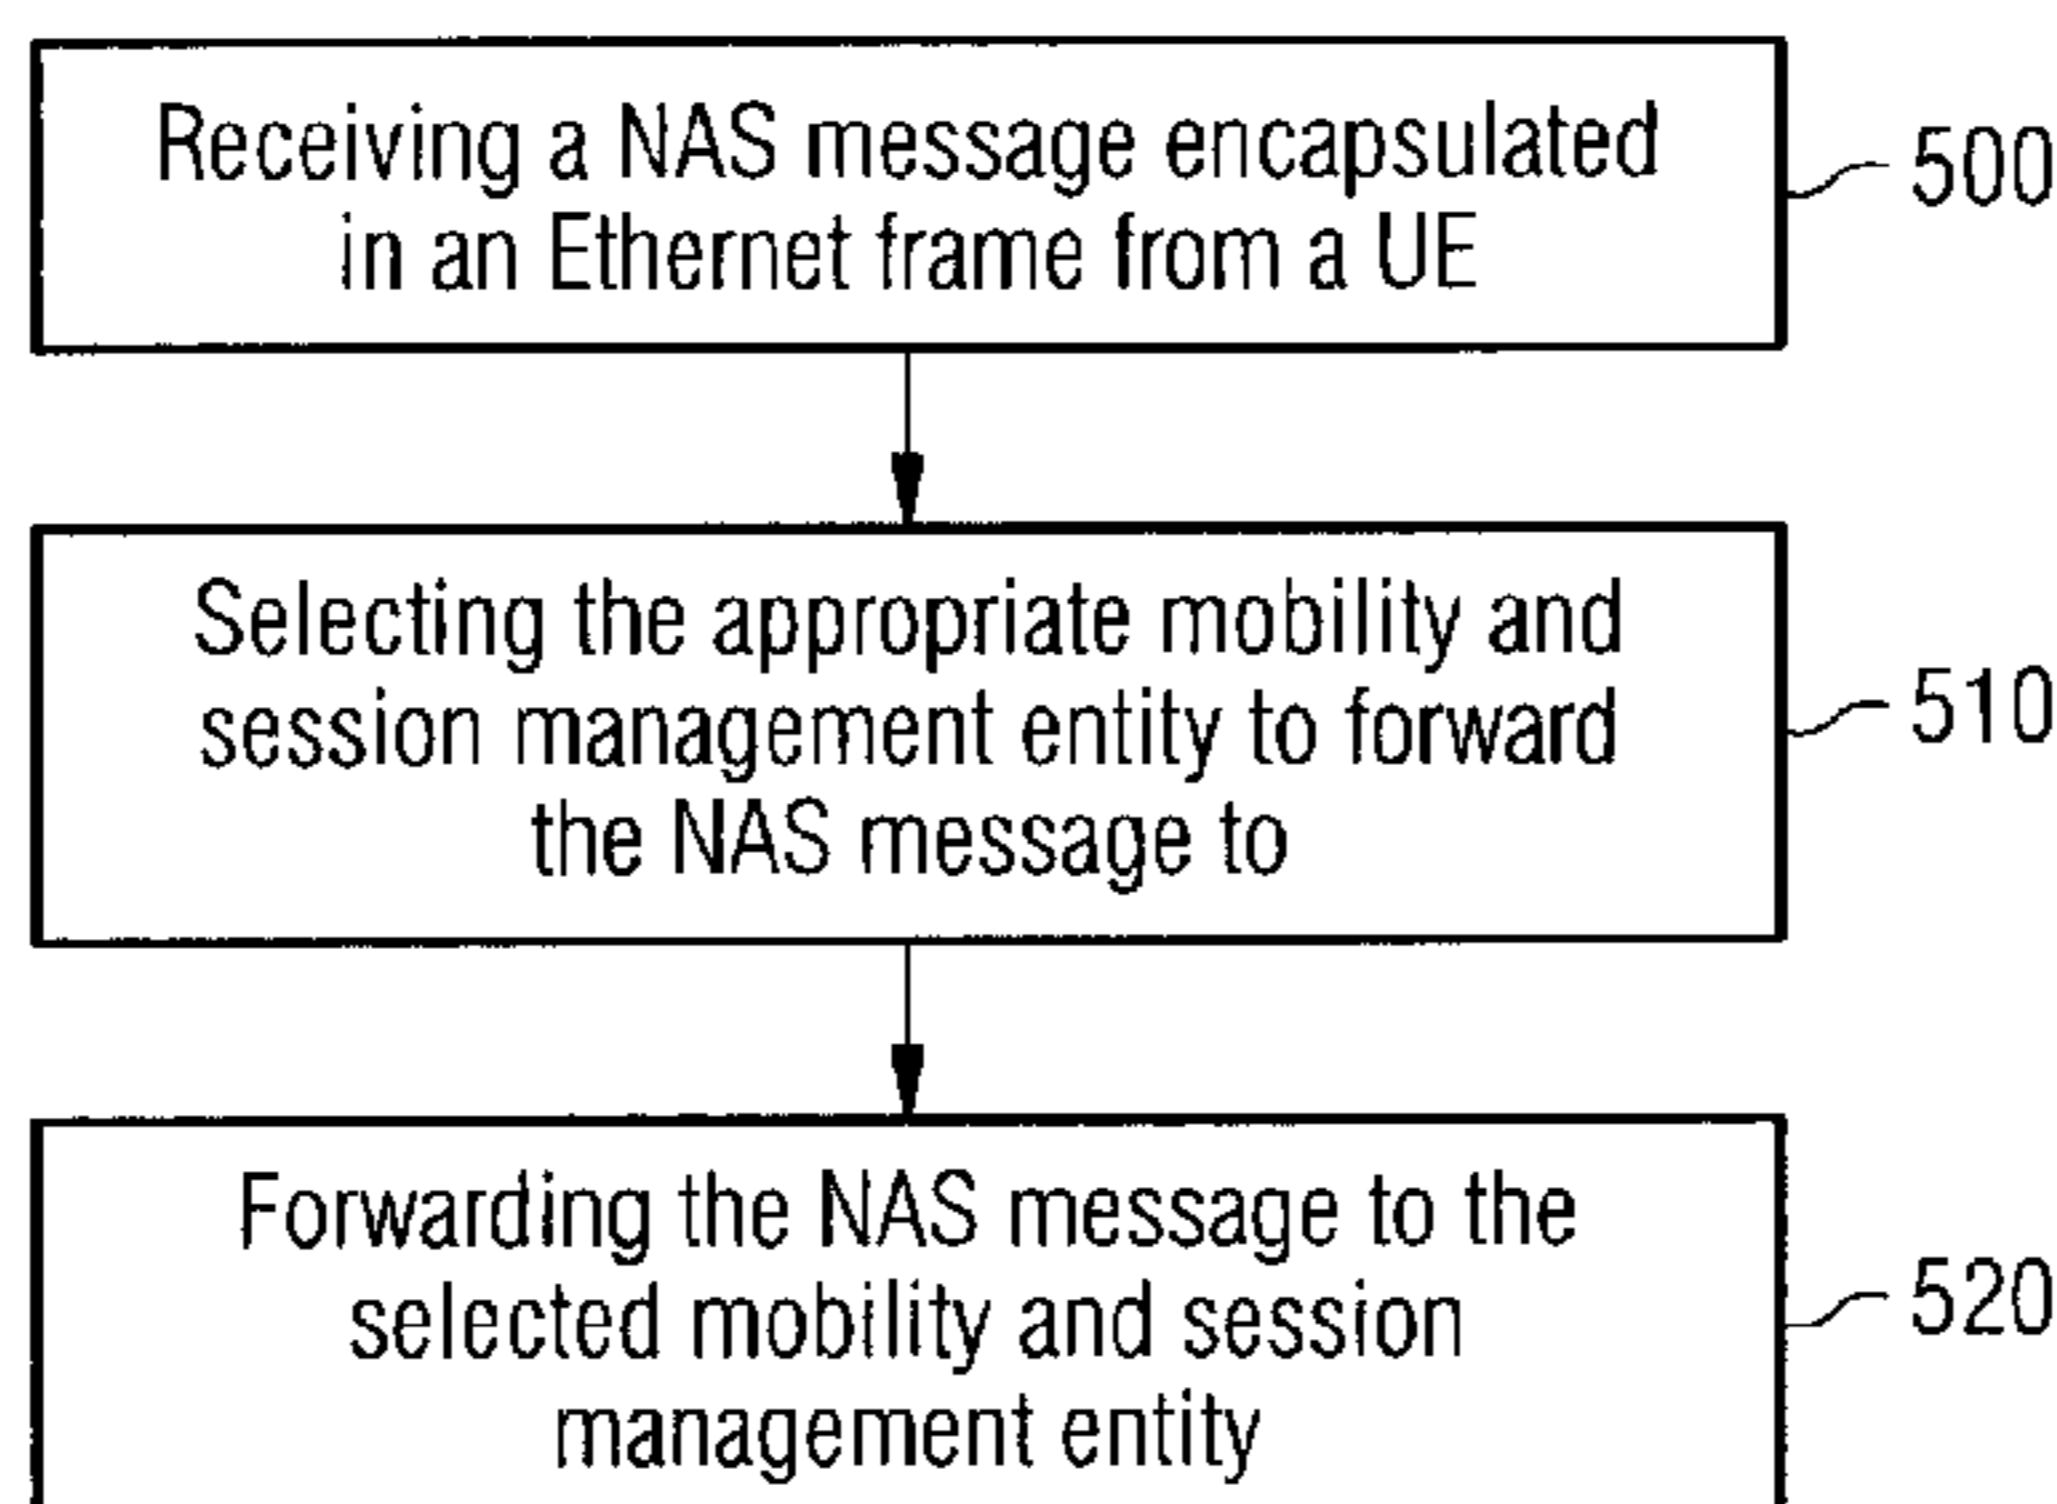 Receiving a NAS message encapsulated
in an Ethernet frame from a UE
500
Selecting the appropriate mobility and
session management entity to forward
the NAS message to
510
Forwarding the NAS message to the
selected mobility and session
management entity
520